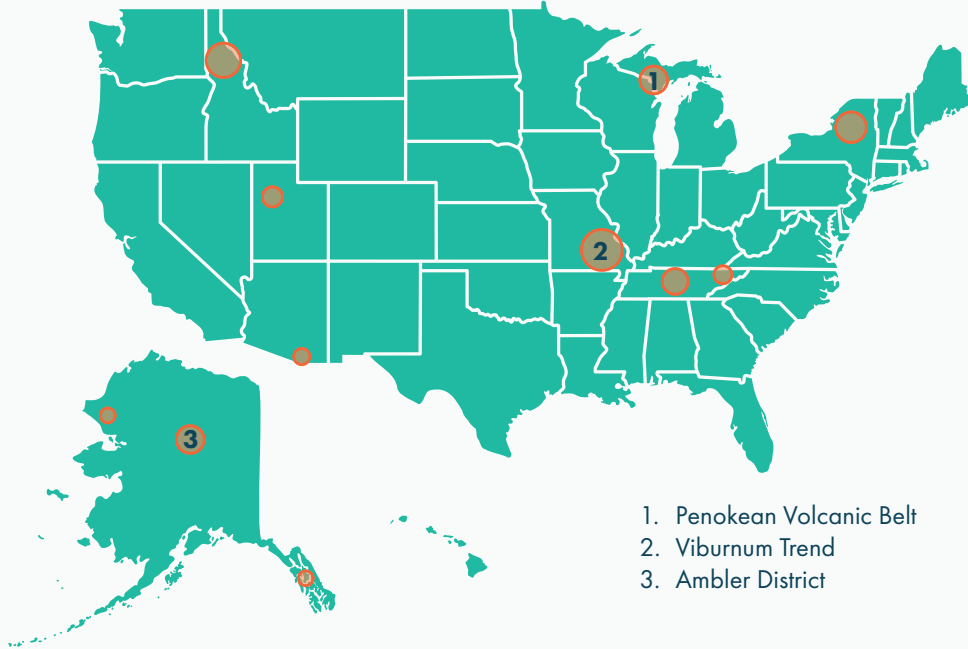 1
2
3
1. Penokean Volcanic Belt
2. Viburnum Trend
3. Ambler District